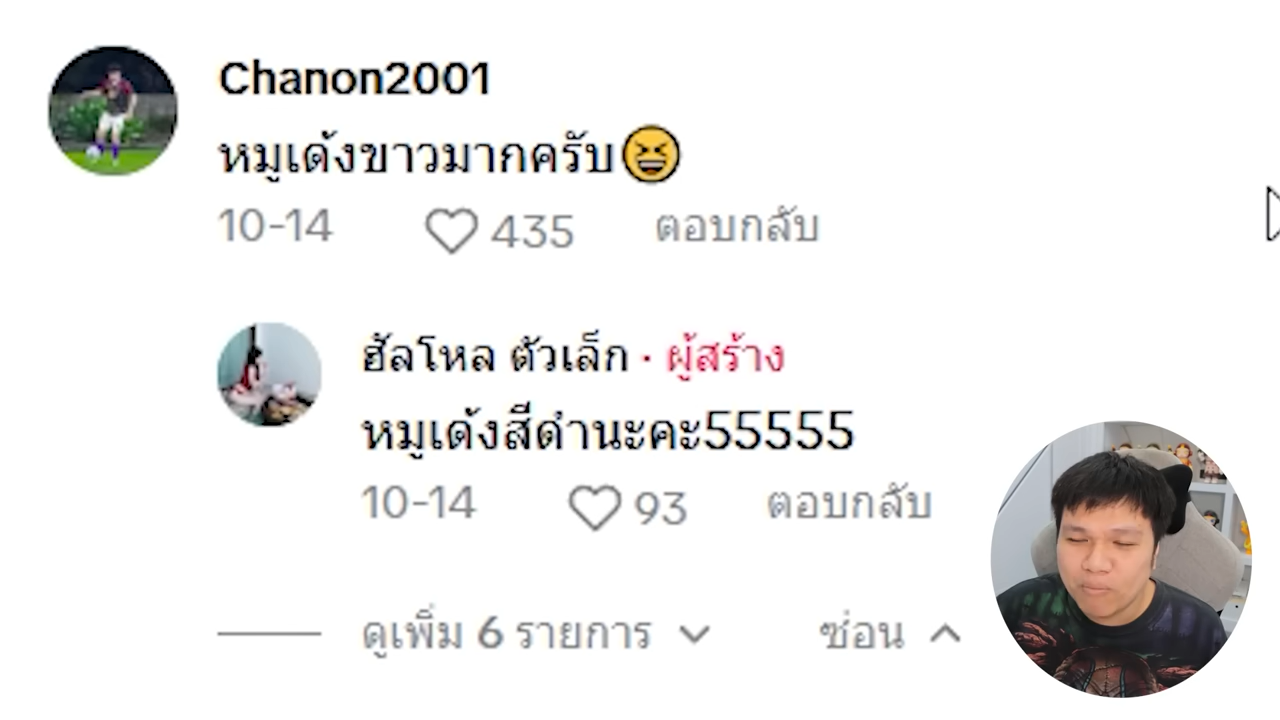 Chanon2001
หมูเด้งขาวมากครับ😆
10-14 435 ตอบกลับ
ฮัลโหล ตัวเล็ก · ผู้สร้าง
หมูเด้งสีดำนะคะ55555
10-14 93 ตอบกลับ
ดูเพิ่ม 6 รายการ ซ่อน